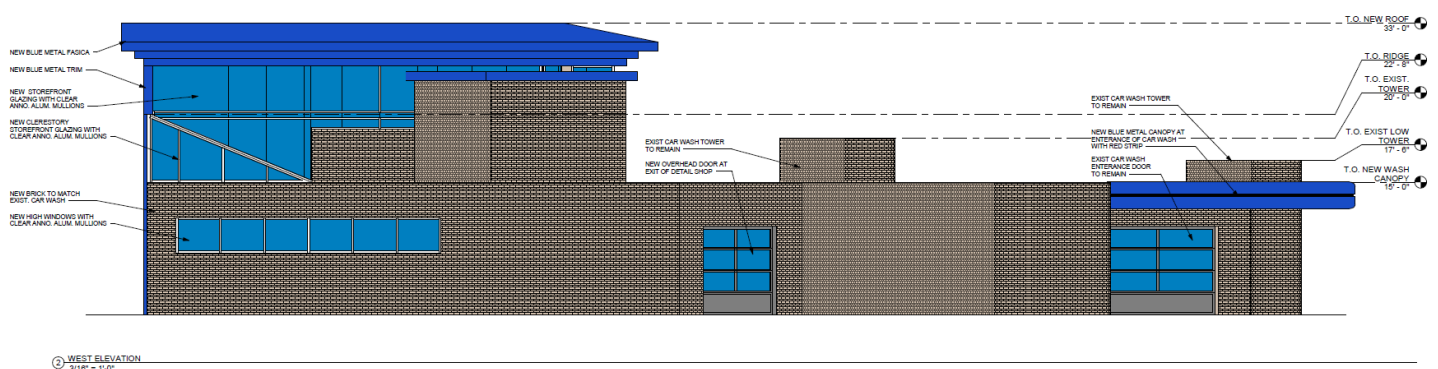 NEW BLUE METAL FASICA
NEW BLUE METAL TRIM
NEW STOREFRONT
GLAZING WITH CLEAR
ANNO. ALUM. MULLIONS
NEW CLERESTORY
STOREFRONT GLAZING WITH
CLEAR ANNO. ALUM. MULLIONS
NEW BRICK TO MATCH
EXIST. CAR WASH
NEW HIGH WINDOWS WITH
CLEAR ANNO. ALUM. MULLIONS
EXIST CAR WASH TOWER
TO REMAIN
NEW OVERHEAD DOOR AT
EXIT OF DETAIL SHOP
EXIST CAR WASH TOWER
TO REMAIN
NEW BLUE METAL CANOPY AT
ENTERANCE OF CAR WASH
WITH RED STRIP
EXIST CAR WASH
ENTERANCE DOOR
TO REMAIN
T.O. NEW ROOF
33' - 0"
T.O. RIDGE
22' - 8"
T.O. EXIST.
TOWER
20' - 0"
T.O. EXIST LOW
TOWER
17' - 6"
T.O. NEW WASH
CANOPY
15' - 0"
2 WEST ELEVATION
3/16" = 1'-0"